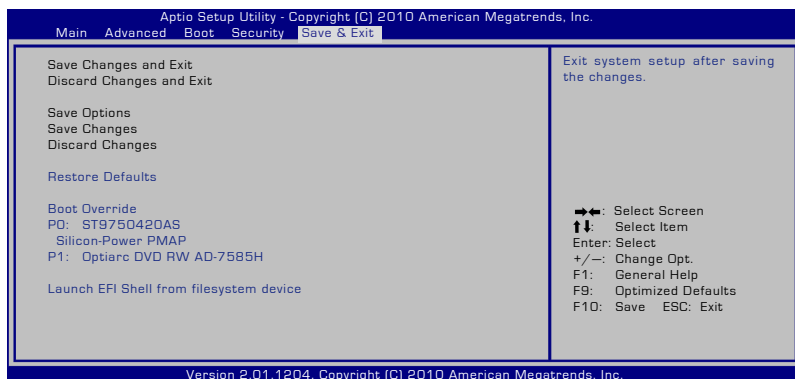 Aptio Setup Utility - Copyright (C) 2010 American Megatrends, Inc.
Main Advanced Boot Security Save & Exit
Save Changes and Exit
Discard Changes and Exit
Save Options
Save Changes
Discard Changes
Restore Defaults
Boot Override
P0: ST9750420AS
Silicon-Power PMAP
P1: Optiarc DVD RW AD-7585H
Launch EFI Shell from filesystem device
Exit system setup after saving
the changes.
→←: Select Screen
↑↓: Select Item
Enter: Select
+/—: Change Opt.
F1: General Help
F9: Optimized Defaults
F10: Save ESC: Exit
Version 2.01.1204. Copyright (C) 2010 American Megatrends, Inc.